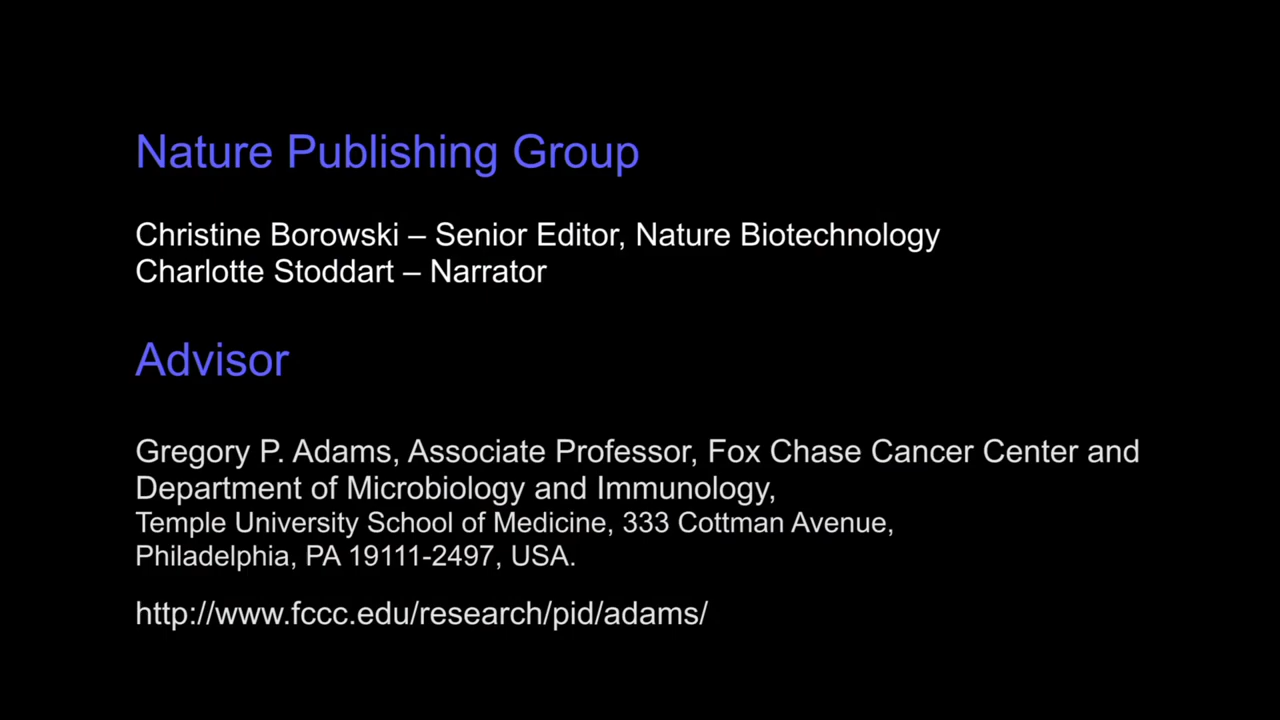 Nature Publishing Group
Christine Borowski – Senior Editor, Nature Biotechnology
Charlotte Stoddart – Narrator
Advisor
Gregory P. Adams, Associate Professor, Fox Chase Cancer Center and
Department of Microbiology and Immunology,
Temple University School of Medicine, 333 Cottman Avenue,
Philadelphia, PA 19111-2497, USA.
http://www.fccc.edu/research/pid/adams/